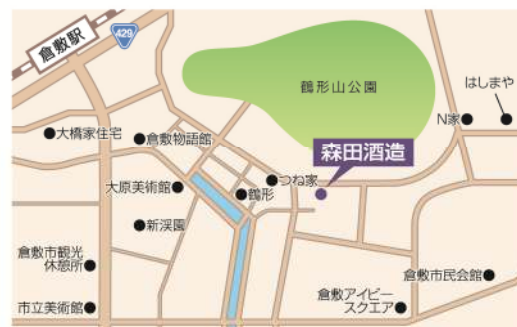 倉敷駅
429
鶴形山公園
はしまや
N家
大橋家住宅
倉敷物語館
森田酒造
つね家
大原美術館
鶴形
新渓園
倉敷市観光
休憩所
倉敷市民会館
倉敷アイビー
スクエア
市立美術館